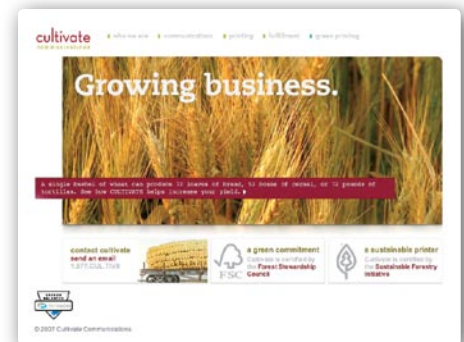 cultivate
communications
who we are
communications
printing
fulfillment
green printing
Growing business.
A single bushel of wheat can produce 70 loaves of bread, 53 boxes of cereal, or 72 pounds of
tortillas. See how CULTIVATE helps increase your yield.
contact cultivate
send an email
a green commitment
Cultivate is certified by
the Forest Stewardship
Council
FSC
a sustainable printer
Cultivate is certified by
the Sustainable Forestry
Initiative
© 2007 Cultivate Communications